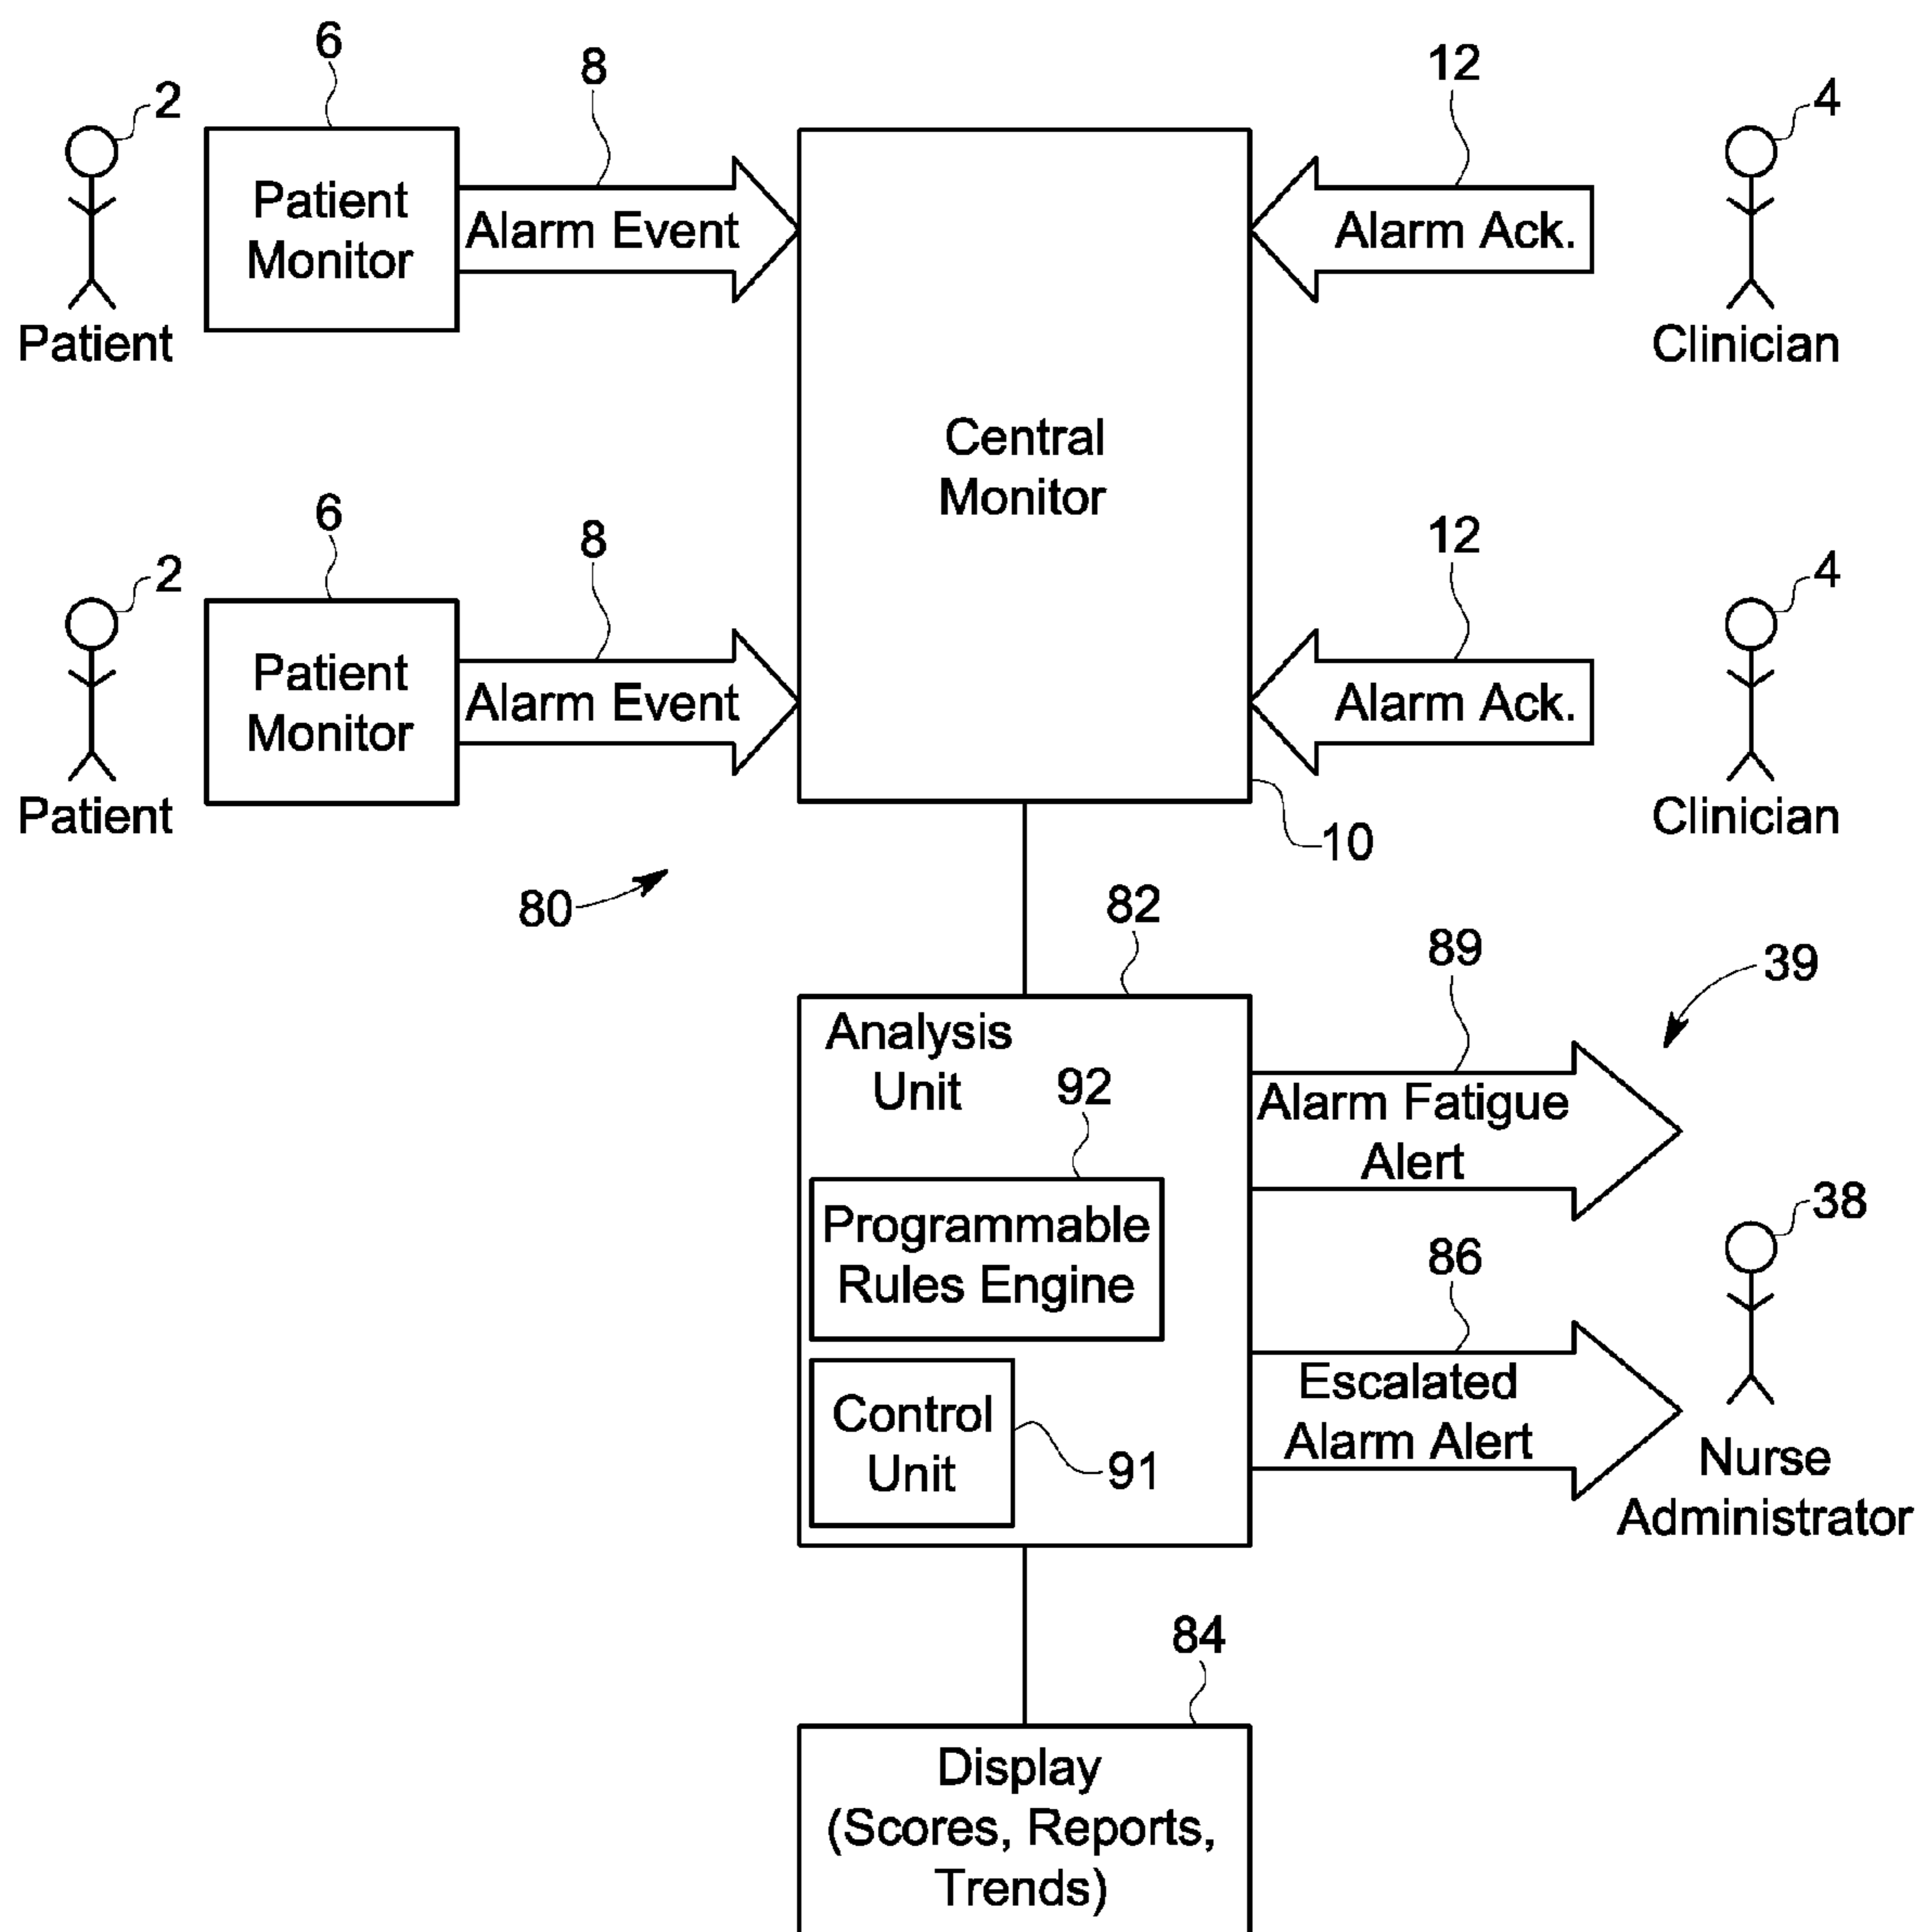 6
8
12
2
4
Patient
Monitor
Alarm Event
Alarm Ack.
Patient
Clinician
Central
Monitor
6
8
12
2
4
Patient
Monitor
Alarm Event
Alarm Ack.
Patient
Clinician
10
80
82
89
39
Analysis
Unit
92
Alarm Fatigue
Alert
38
Programmable
Rules Engine
86
Control
Unit
91
Escalated
Alarm Alert
Nurse
Administrator
84
Display
(Scores, Reports,
Trends)